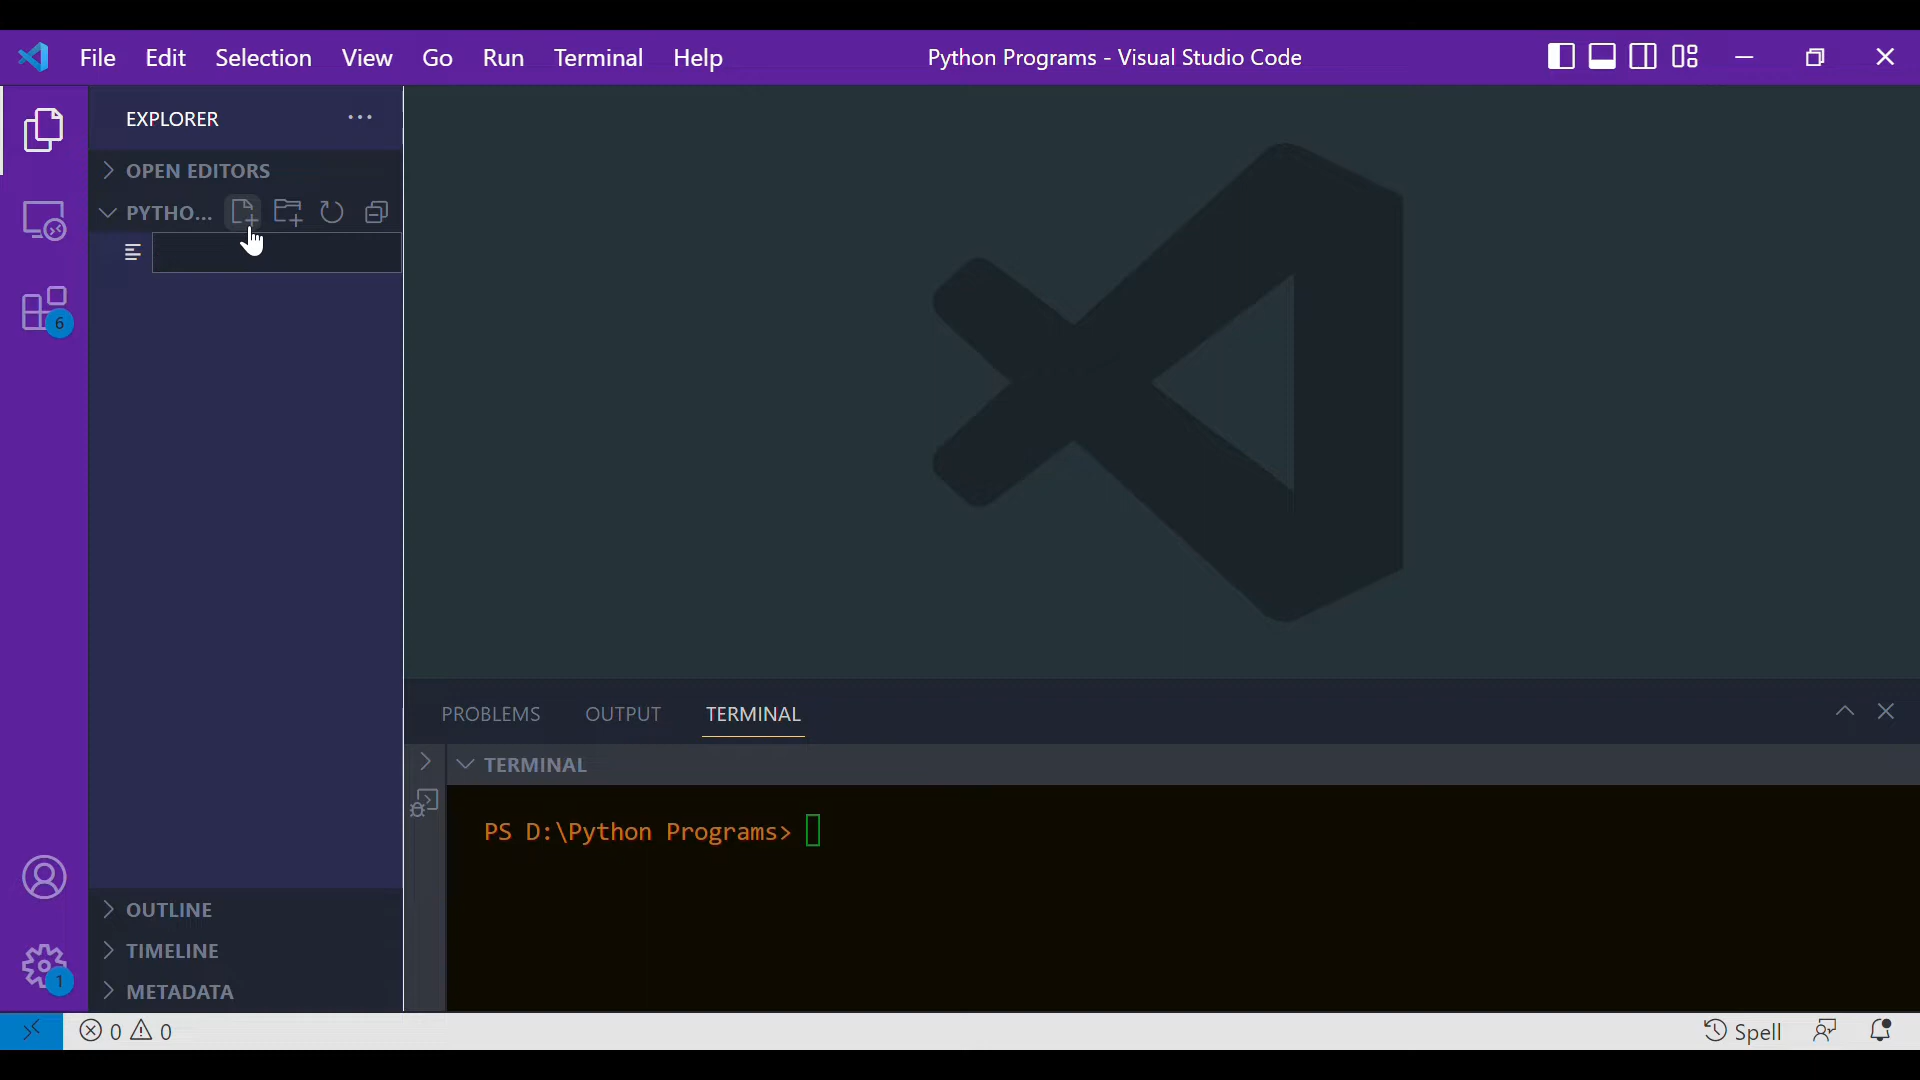 File Edit Selection View Go Run Terminal Help Python Programs - Visual Studio Code
EXPLORER
OPEN EDITORS
PYTHO...
6
PROBLEMS OUTPUT TERMINAL
TERMINAL
PS D:\Python Programs>
OUTLINE
TIMELINE
1
METADATA
0 0 Spell